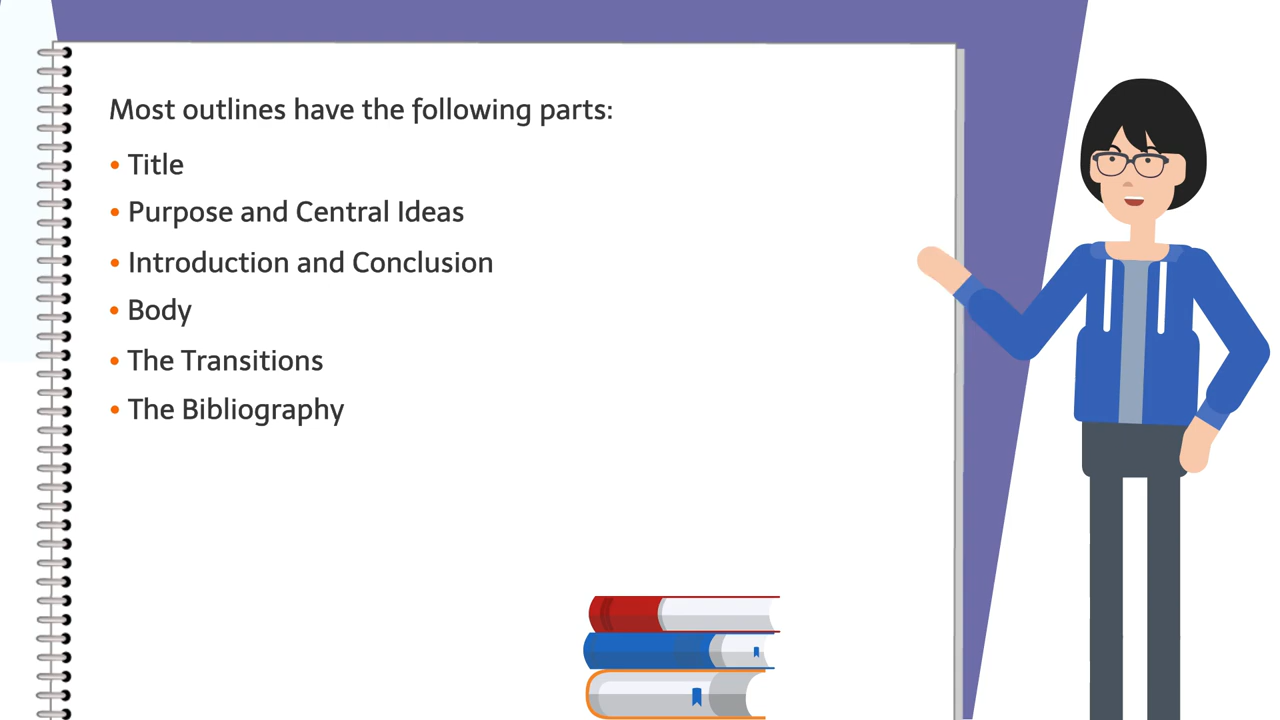 Most outlines have the following parts:
• Title
• Purpose and Central Ideas
• Introduction and Conclusion
• Body
• The Transitions
• The Bibliography